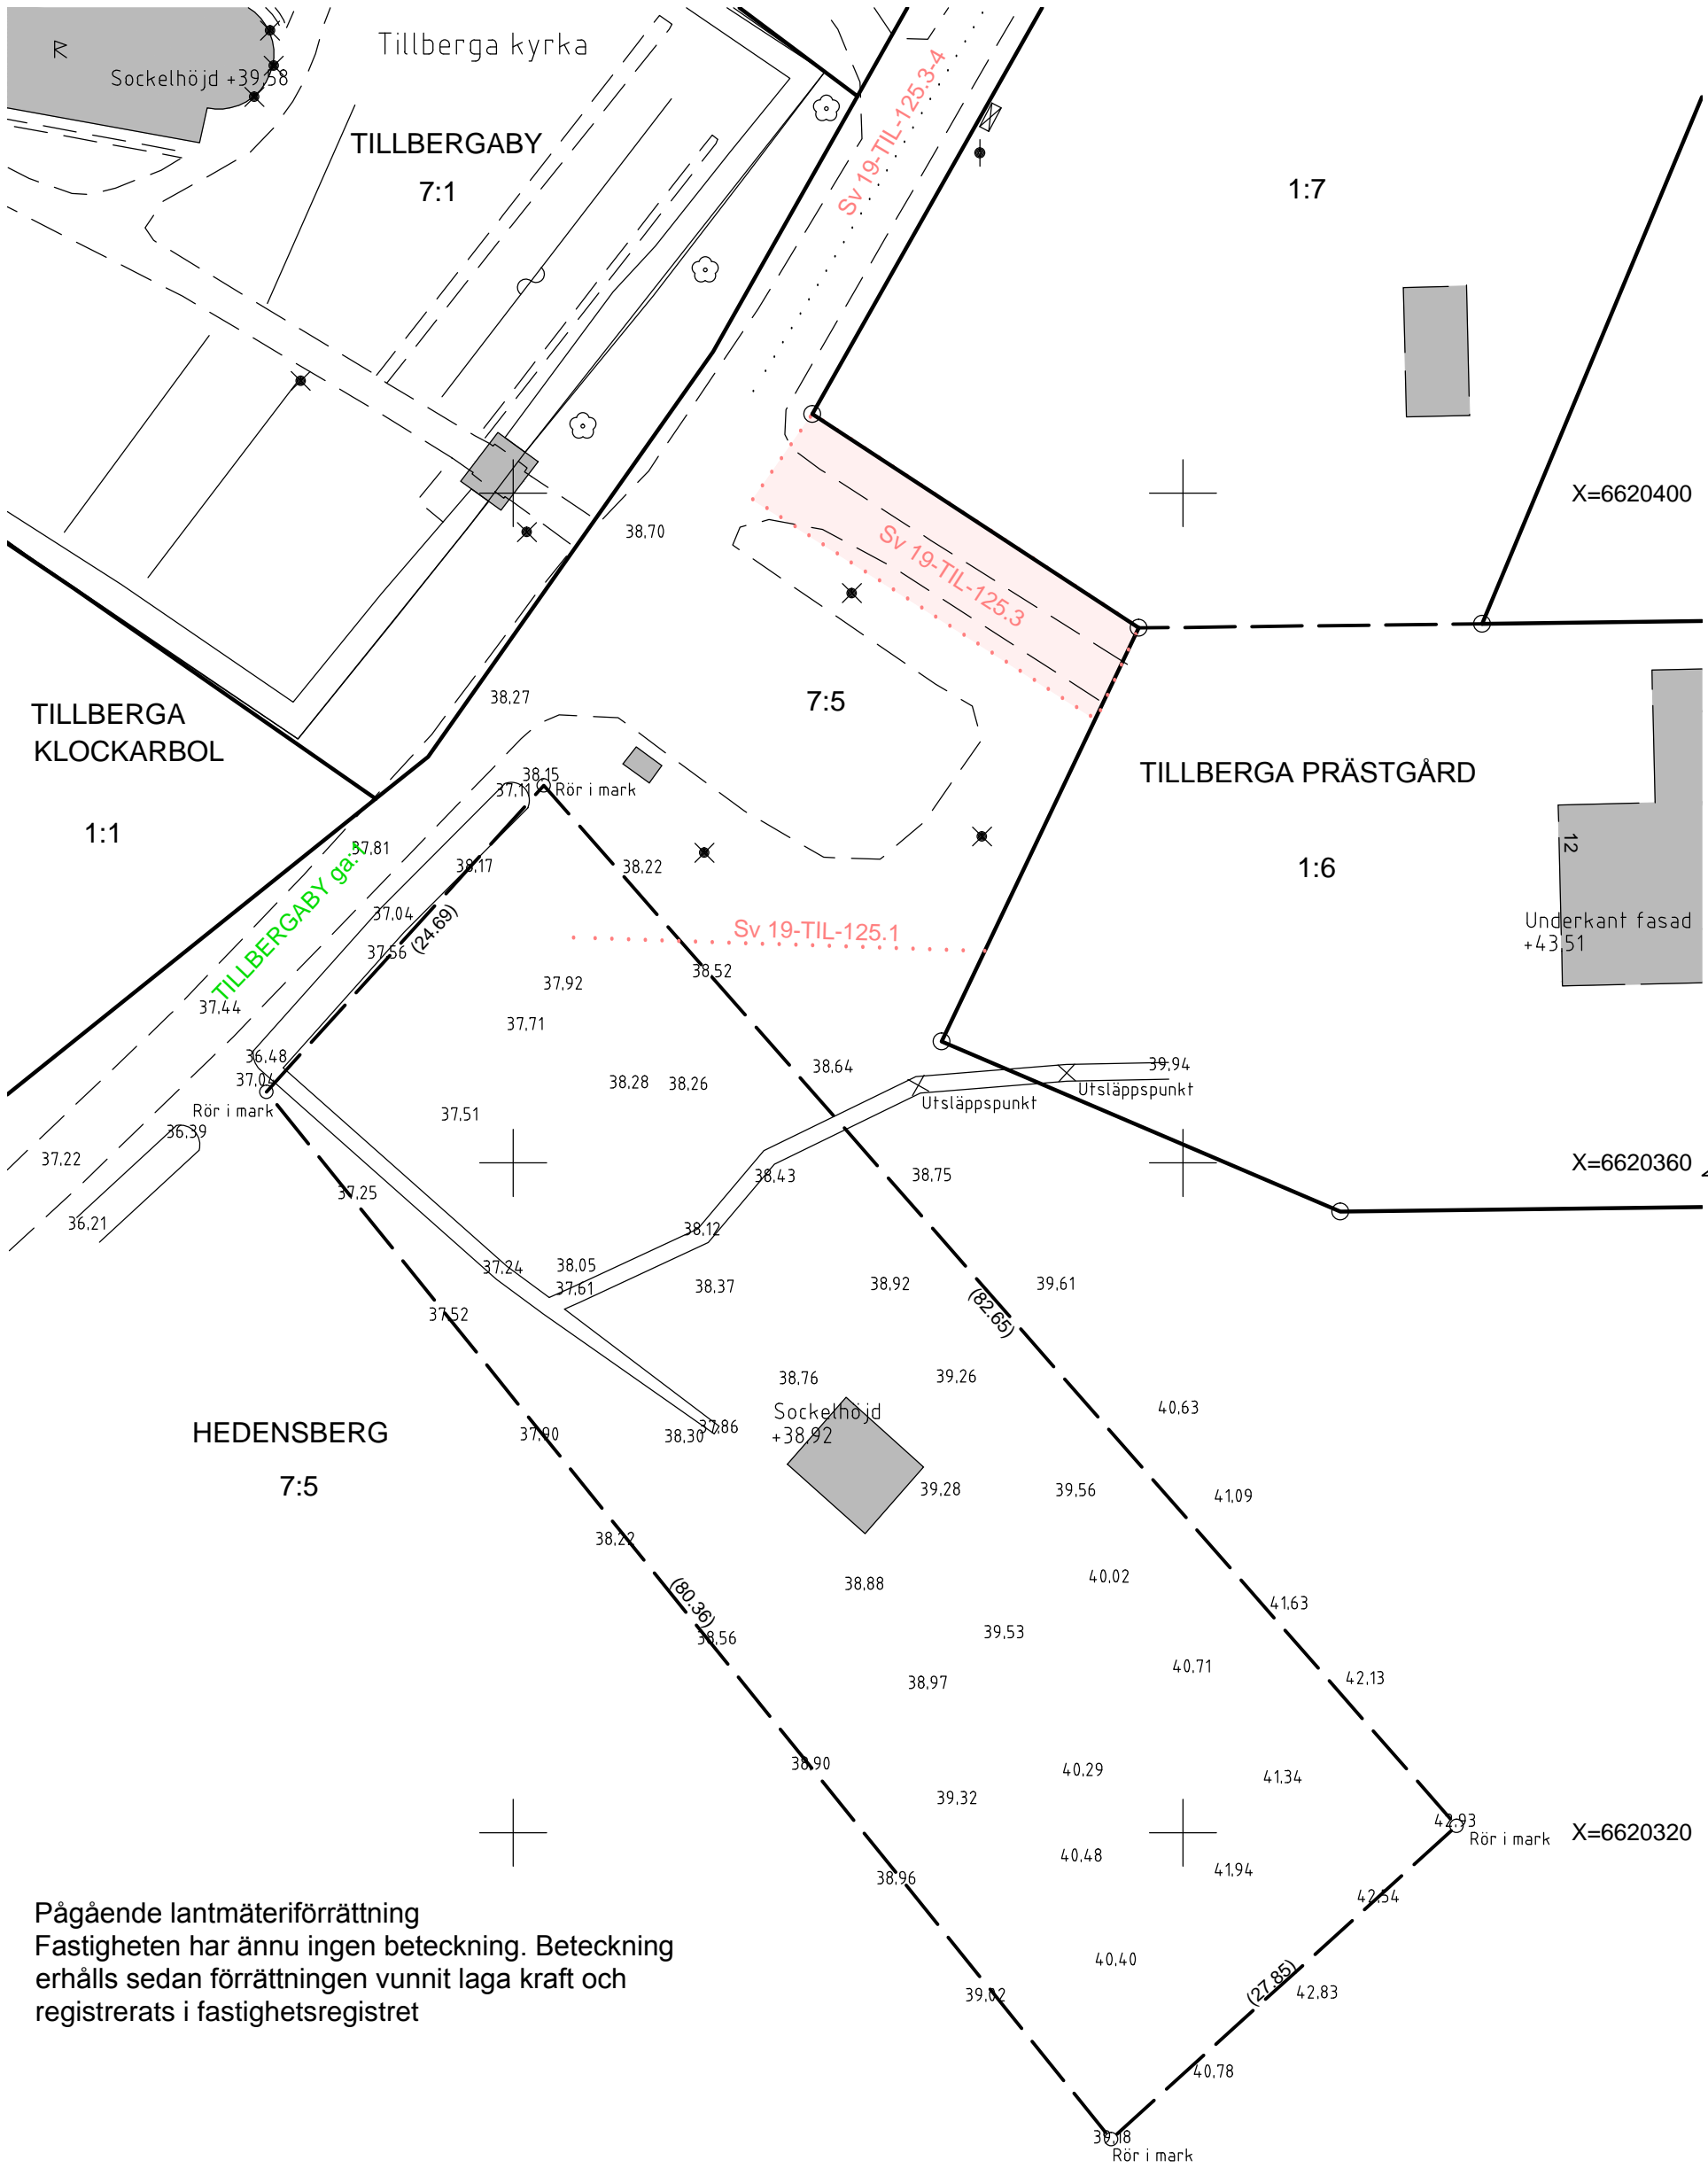 R
Tillberga kyrka
Sockelhöjd +39,58
TILLBERGABY
7:1
Sv 19-TIL-125.3-4
1:7
X=6620400
38,70
Sv 19-TIL-125.3
38,27
7:5
TILLBERGA
KLOCKARBOL
1:1
TILLBERGA PRÄSTGÅRD
1:6
12
Underkant fasad
+43,51
38,15
37,11
Rör i mark
37,81
38,17
38,22
TILLBERGABY ga:1
37,04
(24.69)
37,56
Sv 19-TIL-125.1
38,52
37,92
37,44
37,71
36,48
37,04
Rör i mark
38,28
38,26
38,64
39,94
Utsläppspunkt
Utsläppspunkt
37,51
36,39
37,22
36,21
37,25
38,43
38,75
X=6620360
38,12
37,24
38,05
37,61
38,37
38,92
39,61
37,52
(82.65)
38,76
39,26
Sockelhöjd
+38,92
40,63
HEDENSBERG
7:5
37,90
38,30
37,86
39,28
39,56
41,09
38,22
38,88
40,02
41,63
(80.36)
38,56
39,53
40,71
42,13
38,97
38,90
40,29
41,34
39,32
42,93
Rör i mark
X=6620320
40,48
41,94
38,96
42,54
Pågående lantmäteriförrättning
Fastigheten har ännu ingen beteckning. Beteckning
erhålls sedan förrättningen vunnit laga kraft och
registrerats i fastighetsregistret
40,40
39,02
(27.85)
42,83
40,78
39,18
Rör i mark